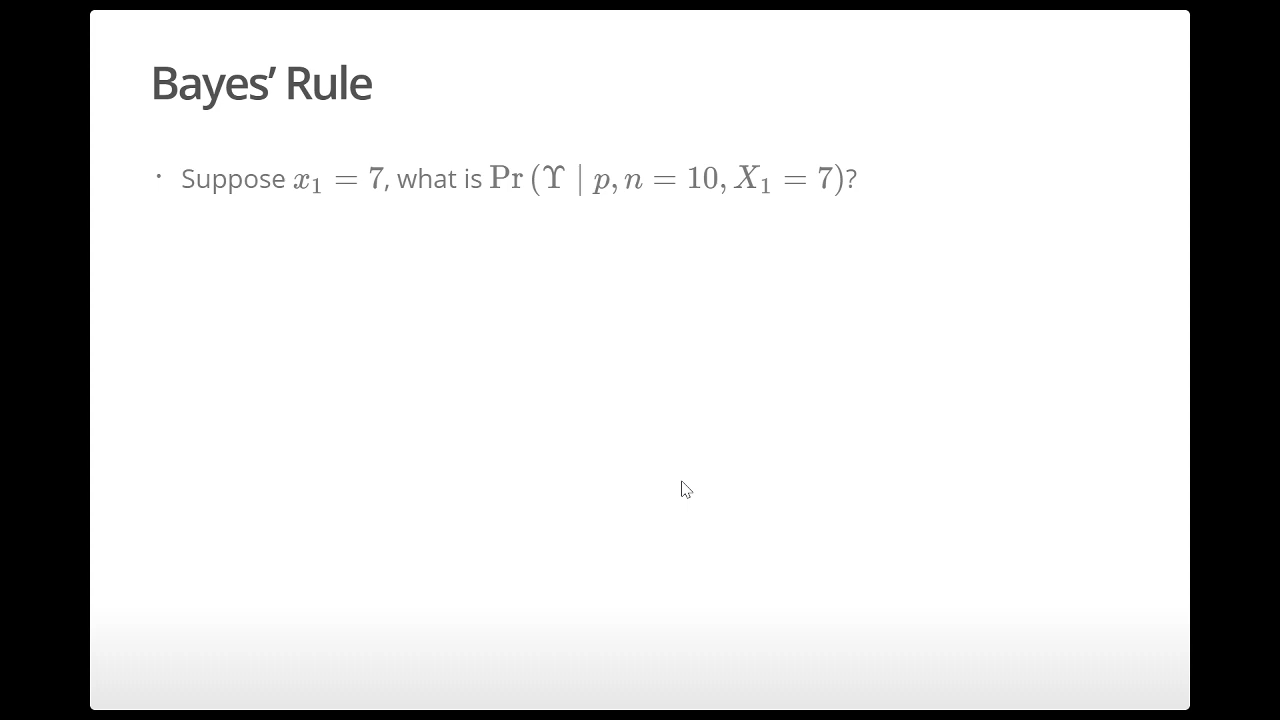 Bayes’ Rule
· Suppose x₁ = 7, what is Pr (ϒ | p, n = 10, X₁ = 7)?